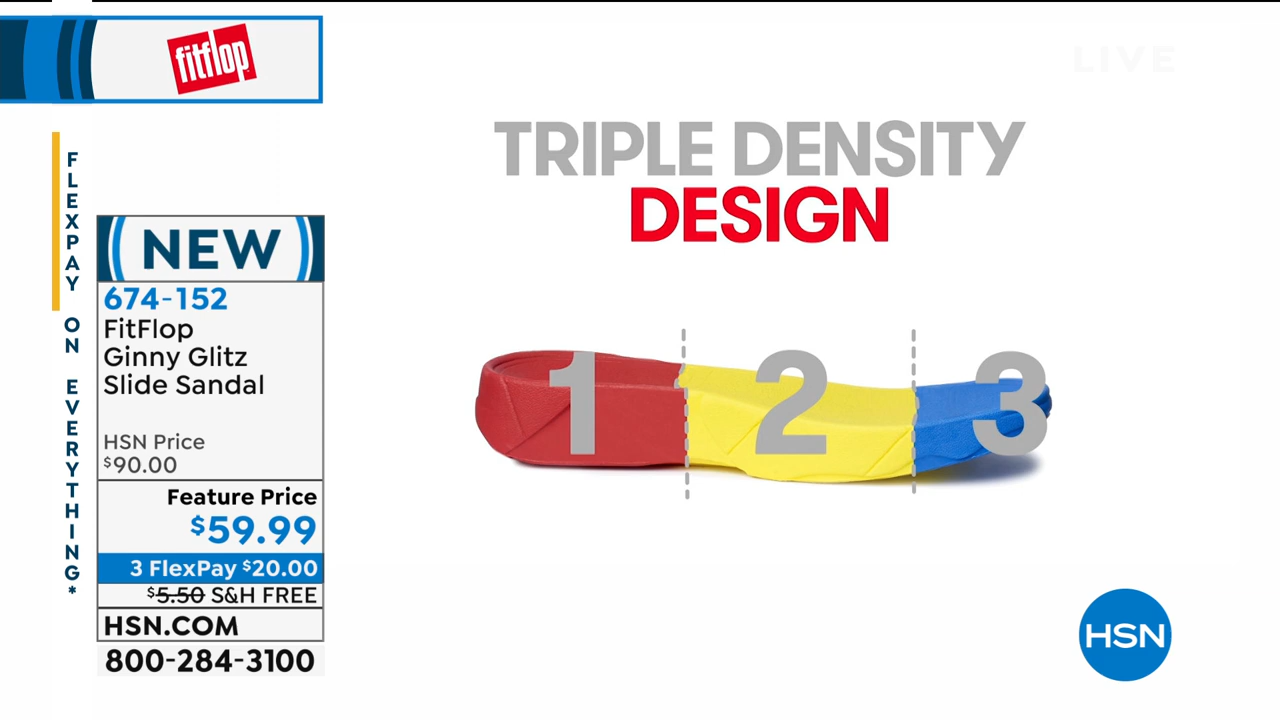 fitflop
LIVE
FLEXPAY ON EVERYTHING*
TRIPLE DENSITY
DESIGN
1 2 3
NEW
674-152
FitFlop
Ginny Glitz
Slide Sandal
HSN Price
$90.00
Feature Price
$59.99
3 FlexPay $20.00
$5.50 S&H FREE
HSN.COM
800-284-3100
HSN